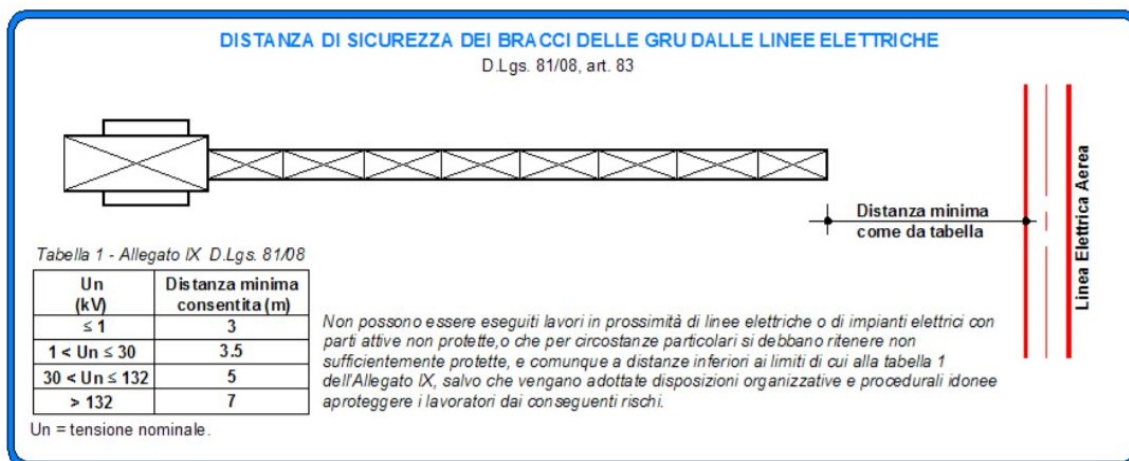 DISTANZA DI SICUREZZA DEI BRACCI DELLE GRU DALLE LINEE ELETTRICHE
D.Lgs. 81/08, art. 83
Distanza minima
come da tabella
Linea Elettrica Aerea
Tabella 1 - Allegato IX D.Lgs. 81/08
Un
(kV)
Distanza minima
consentita (m)
≤ 1
3
1 < Un ≤ 30
3.5
30 < Un ≤ 132
5
> 132
7
Un = tensione nominale.
Non possono essere eseguiti lavori in prossimità di linee elettriche o di impianti elettrici con
parti attive non protette,o che per circostanze particolari si debbano ritenere non
sufficientemente protette, e comunque a distanze inferiori ai limiti di cui alla tabella 1
dell'Allegato IX, salvo che vengano adottate disposizioni organizzative e procedurali idonee
aproteggere i lavoratori dai conseguenti rischi.